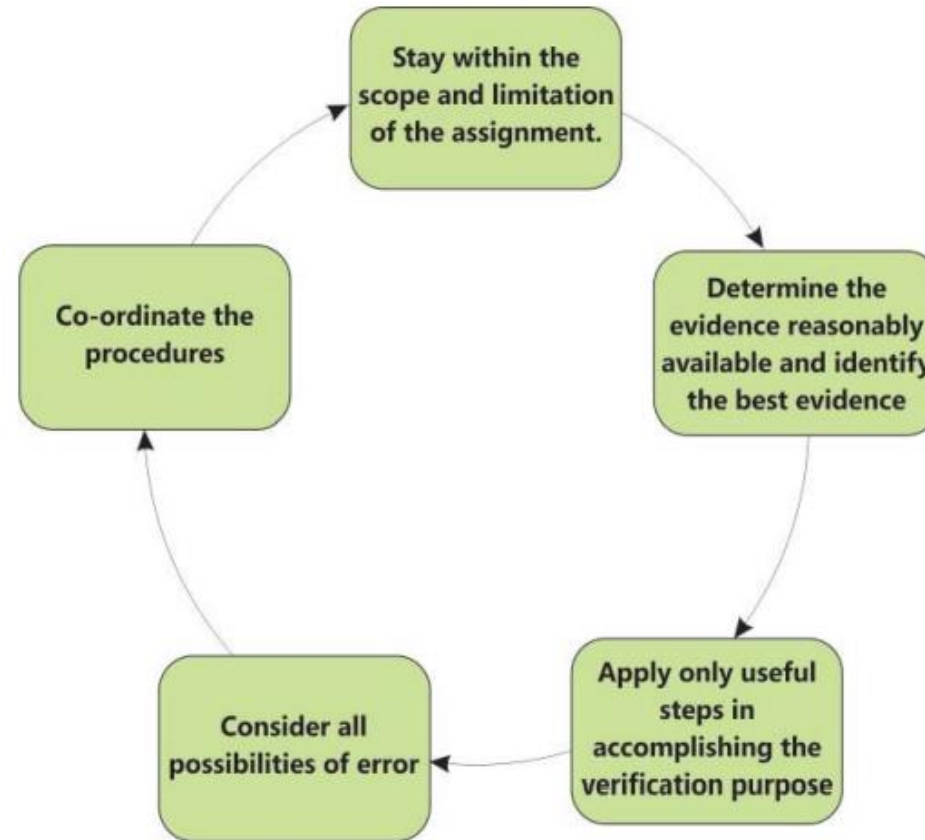 Stay within the
scope and limitation
of the assignment.
Determine the
evidence reasonably
available and identify
the best evidence
Apply only useful
steps in
accomplishing the
verification purpose
Consider all
possibilities of error
Co-ordinate the
procedures